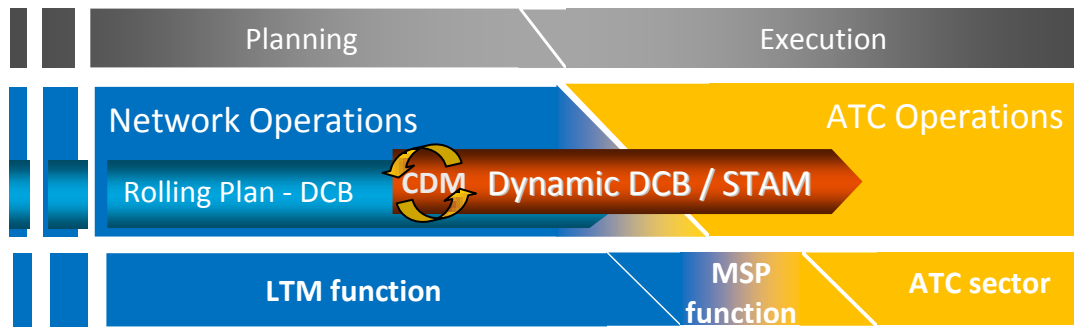 Planning
Execution
Network Operations
ATC Operations
Rolling Plan - DCB
CDM
Dynamic DCB / STAM
LTM function
MSP
function
ATC sector